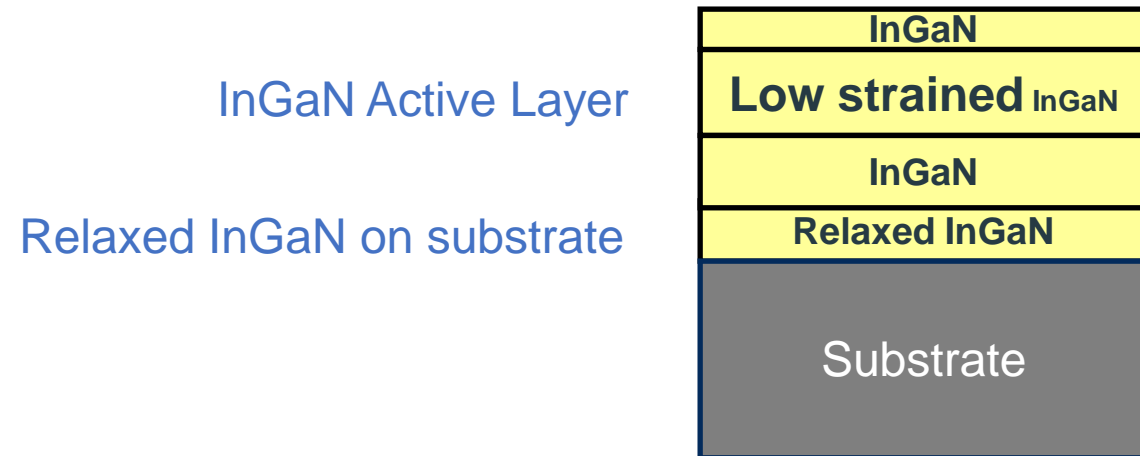 InGaN
InGaN Active Layer
Low strained InGaN
InGaN
Relaxed InGaN on substrate
Relaxed InGaN
Substrate